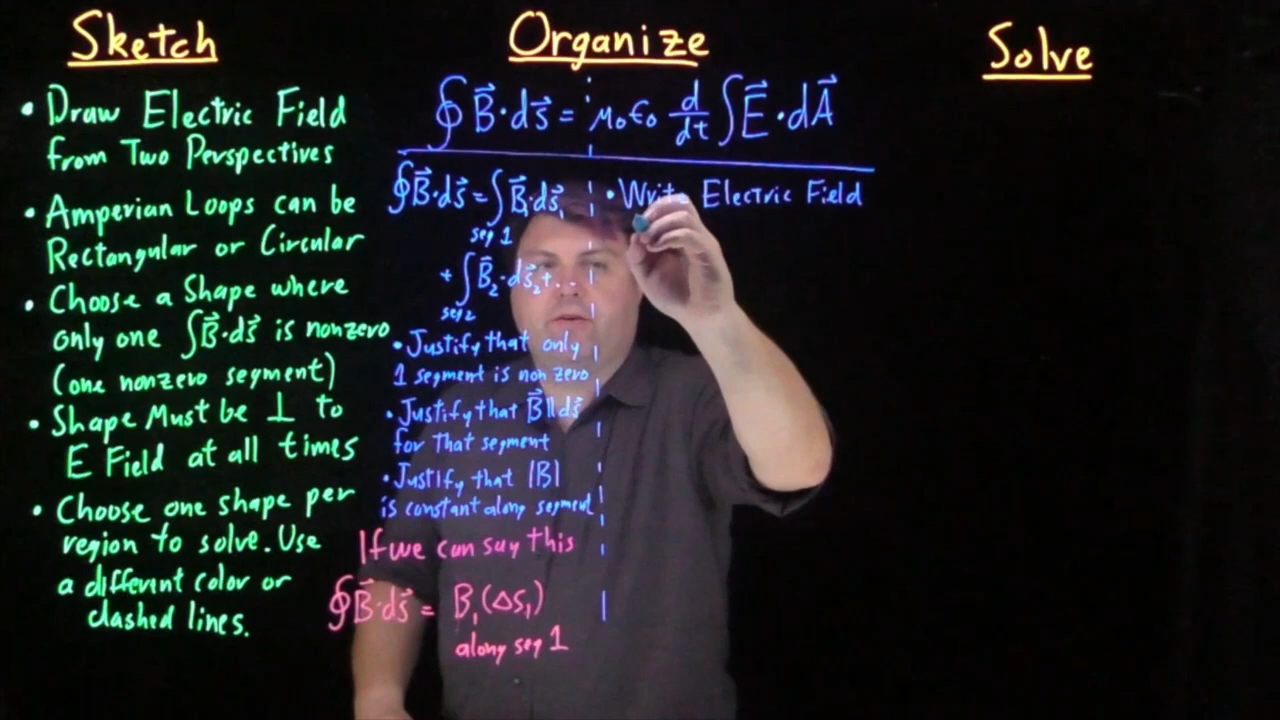 Sketch
• Draw Electric Field
from Two Perspectives
• Amperian Loops can be
Rectangular or Circular
• Choose a Shape where
only one ∫B⃗·ds⃗ is nonzero
(one nonzero segment)
• Shape Must be ⊥ to
E Field at all times
• Choose one shape per
region to solve. Use
a different color or
dashed lines.
Organize
∮B⃗·ds⃗ = μ₀ε₀ d/dt ∫E⃗·dA⃗
∮B⃗·ds⃗ = ∫B⃗₁·ds⃗₁
seg 1
+ ∫B⃗₂·ds⃗₂+...
seg 2
• Justify that only
1 segment is non zero
• Justify that B⃗∥ds⃗
for that segment
• Justify that |B|
is constant along segment
If we can say this
∮B⃗·ds⃗ = B₁(Δs₁)
along seg 1
• Write Electric Field
Solve